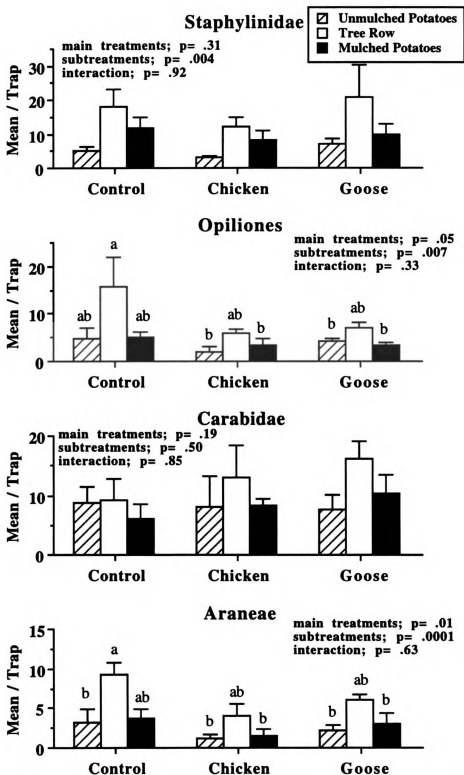 Staphylinidae
Unmulched Potatoes
Tree Row
Mulched Potatoes
main treatments; p= .31
subtreatments; p= .004
interaction; p= .92
Mean / Trap
30
20
10
0
Control Chicken Goose
Opiliones
main treatments; p= .05
subtreatments; p= .007
interaction; p= .33
Mean / Trap
20
10
0
ab a ab b ab b b ab b
Control Chicken Goose
Carabidae
main treatments; p= .19
subtreatments; p= .50
interaction; p= .85
Mean / Trap
20
10
0
Control Chicken Goose
Araneae
main treatments; p= .01
subtreatments; p= .0001
interaction; p= .63
Mean / Trap
15
10
5
0
b a ab b ab b b ab b
Control Chicken Goose